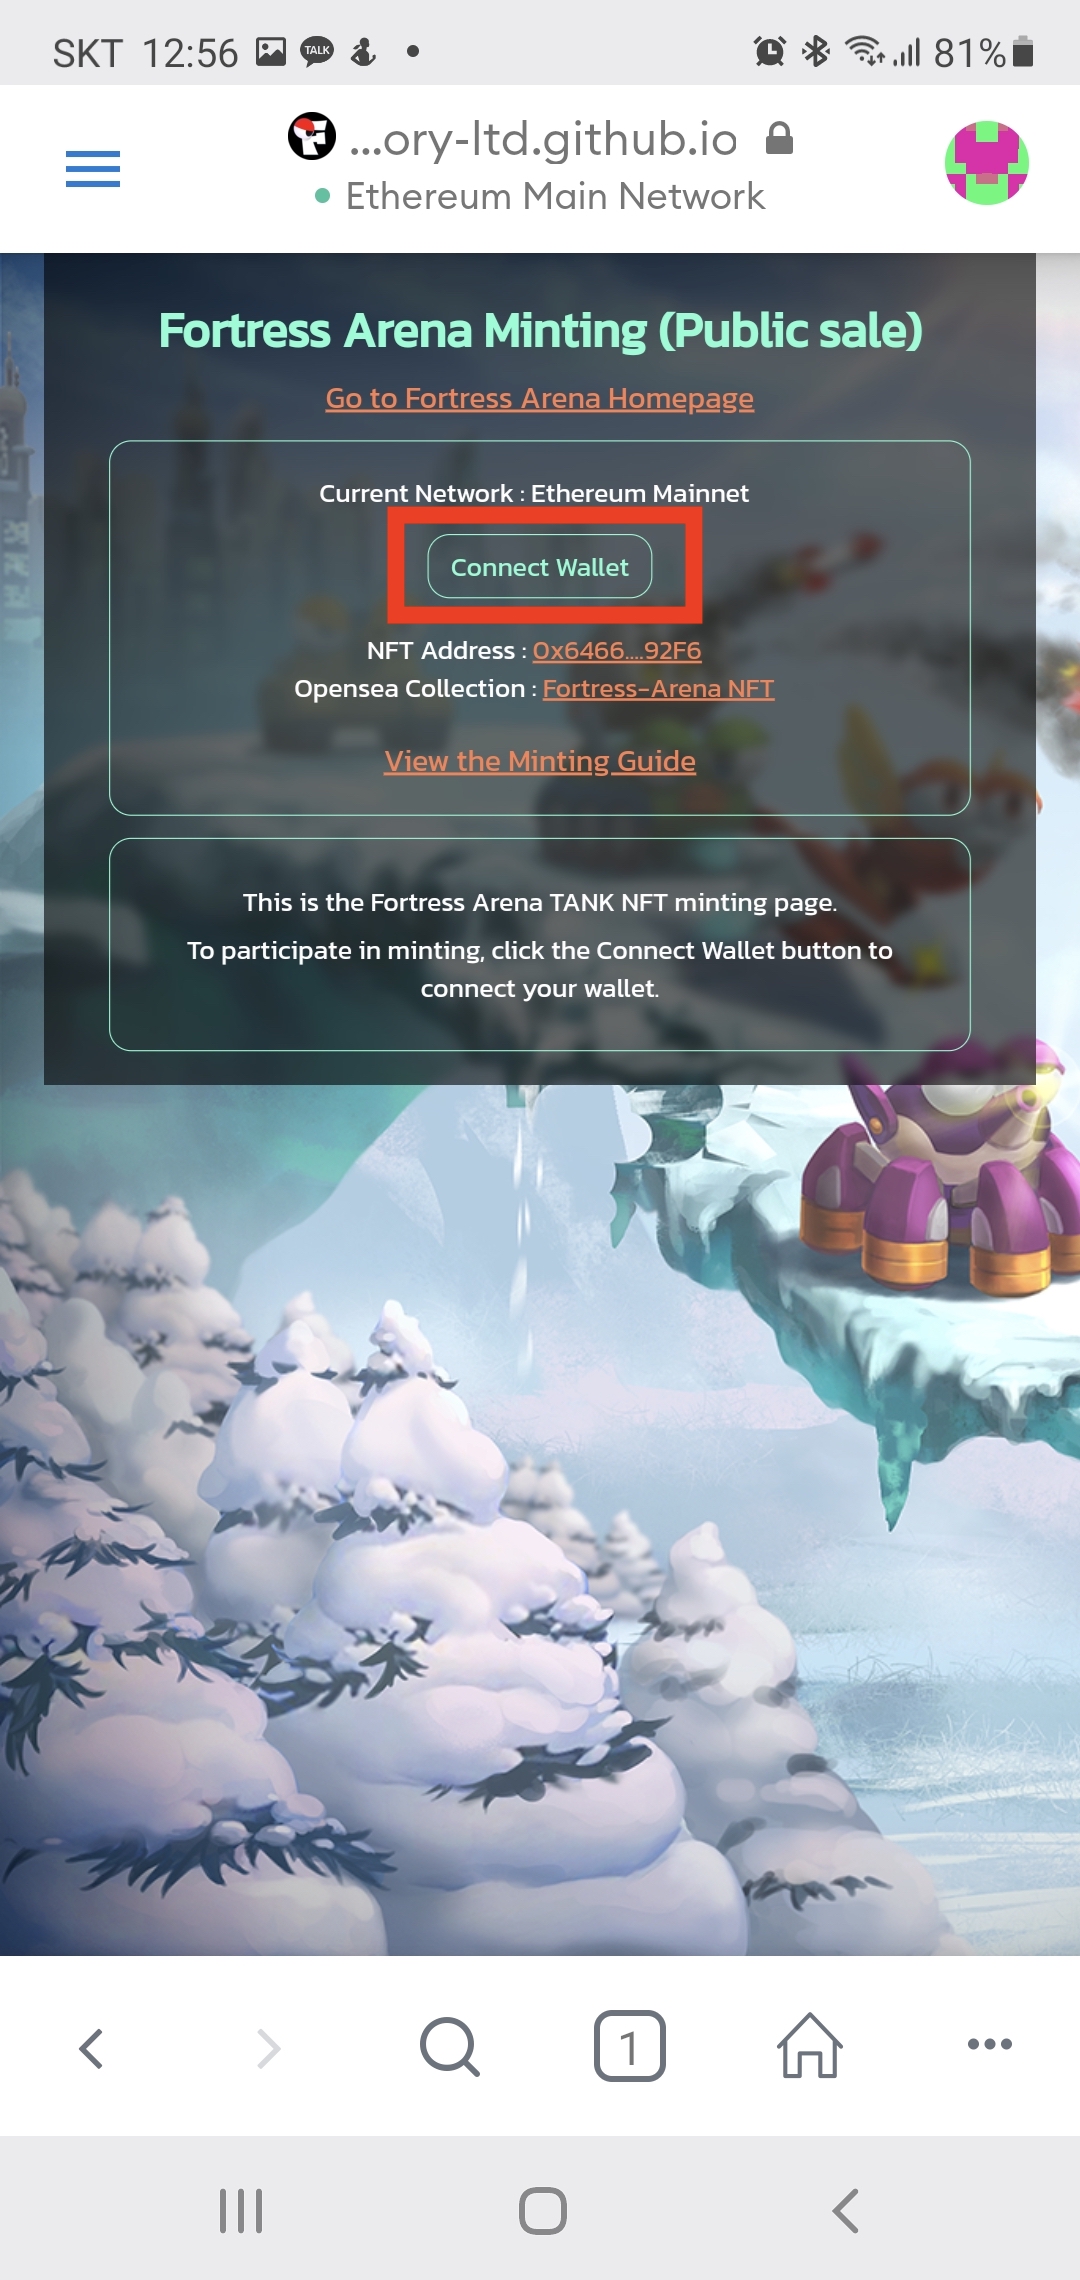 SKT 12:56
TALK
81%
...ory-ltd.github.io
Ethereum Main Network
Fortress Arena Minting (Public sale)
Go to Fortress Arena Homepage
Current Network : Ethereum Mainnet
Connect Wallet
NFT Address : 0x6466....92F6
Opensea Collection : Fortress-Arena NFT
View the Minting Guide
This is the Fortress Arena TANK NFT minting page.
To participate in minting, click the Connect Wallet button to
connect your wallet.
1